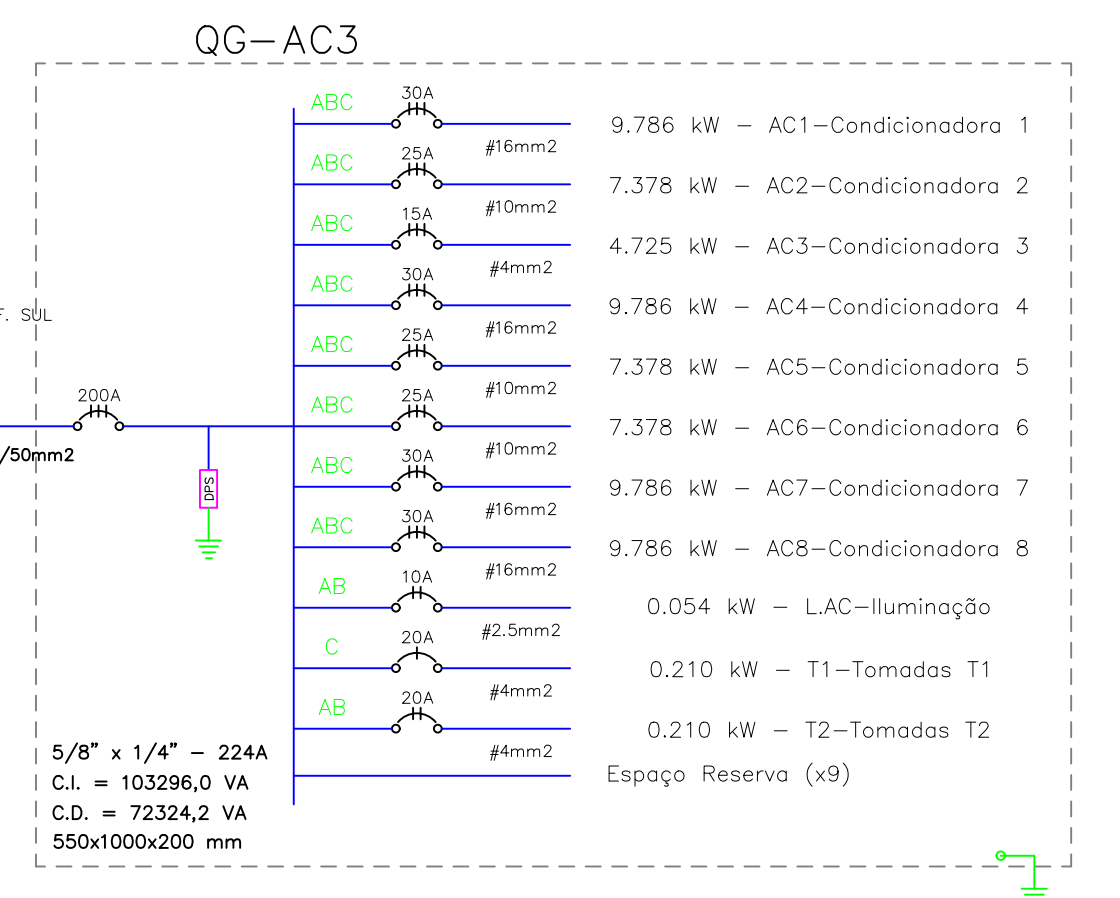 QG-AC3
ABC 30A #16mm2 9.786 kW - AC1-Condicionadora 1
ABC 25A #10mm2 7.378 kW - AC2-Condicionadora 2
ABC 15A #4mm2 4.725 kW - AC3-Condicionadora 3
ABC 30A #16mm2 9.786 kW - AC4-Condicionadora 4
F. SUL
ABC 25A #10mm2 7.378 kW - AC5-Condicionadora 5
200A
/50mm2
ABC 25A #10mm2 7.378 kW - AC6-Condicionadora 6
ABC 30A #16mm2 9.786 kW - AC7-Condicionadora 7
DPS
ABC 30A #16mm2 9.786 kW - AC8-Condicionadora 8
AB 10A #2.5mm2 0.054 kW - L.AC-Iluminação
C 20A #4mm2 0.210 kW - T1-Tomadas T1
AB 20A #4mm2 0.210 kW - T2-Tomadas T2
Espaço Reserva (x9)
5/8" x 1/4" - 224A
C.I. = 103296,0 VA
C.D. = 72324,2 VA
550x1000x200 mm